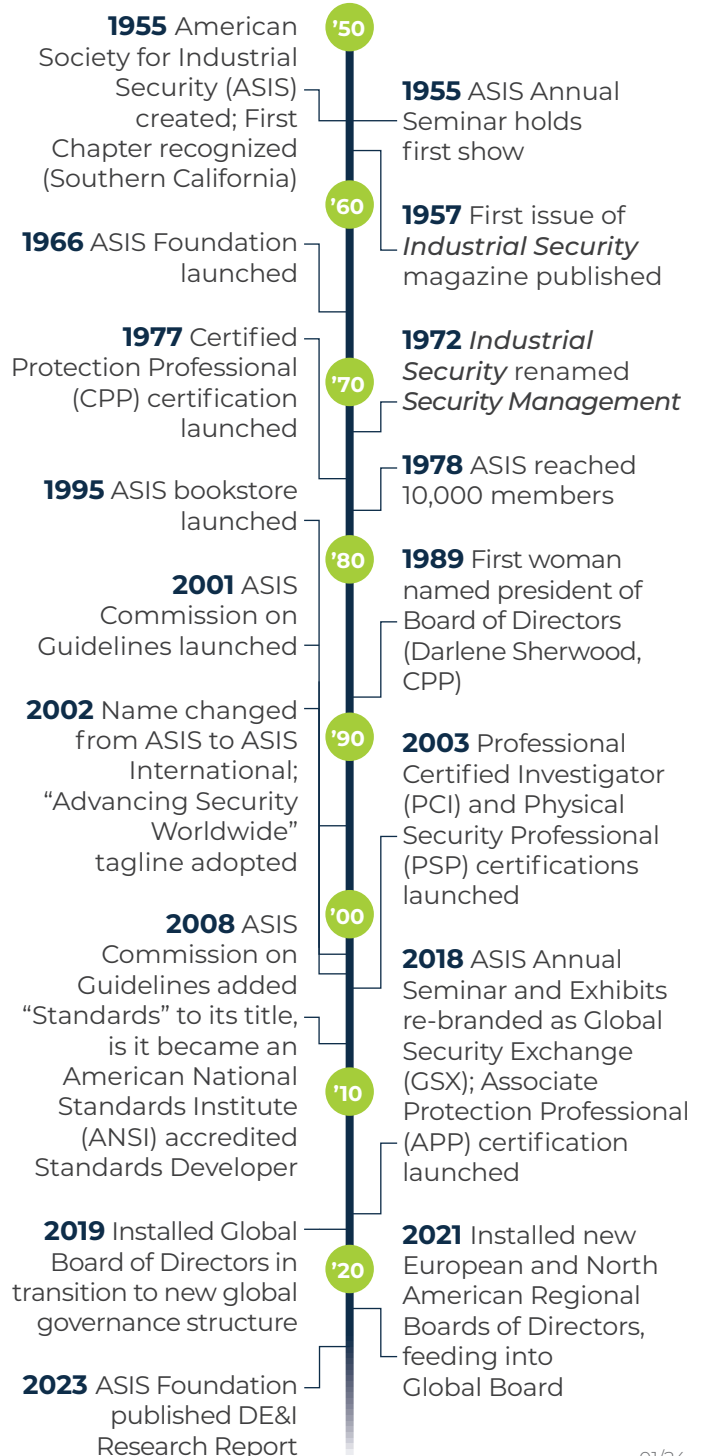 '50
1955 American
Society for Industrial
Security (ASIS)
created; First
Chapter recognized
(Southern California)
1955 ASIS Annual
Seminar holds
first show
'60
1957 First issue of
Industrial Security
magazine published
1966 ASIS Foundation
launched
1977 Certified
Protection Professional
(CPP) certification
launched
'70
1972 Industrial
Security renamed
Security Management
1978 ASIS reached
10,000 members
1995 ASIS bookstore
launched
'80
1989 First woman
named president of
Board of Directors
(Darlene Sherwood,
CPP)
2001 ASIS
Commission on
Guidelines launched
2002 Name changed
from ASIS to ASIS
International;
“Advancing Security
Worldwide”
tagline adopted
'90
2003 Professional
Certified Investigator
(PCI) and Physical
Security Professional
(PSP) certifications
launched
'00
2008 ASIS
Commission on
Guidelines added
“Standards” to its title,
is it became an
American National
Standards Institute
(ANSI) accredited
Standards Developer
2018 ASIS Annual
Seminar and Exhibits
re-branded as Global
Security Exchange
(GSX); Associate
Protection Professional
(APP) certification
launched
'10
2019 Installed Global
Board of Directors in
transition to new global
governance structure
'20
2021 Installed new
European and North
American Regional
Boards of Directors,
feeding into
Global Board
2023 ASIS Foundation
published DE&I
Research Report